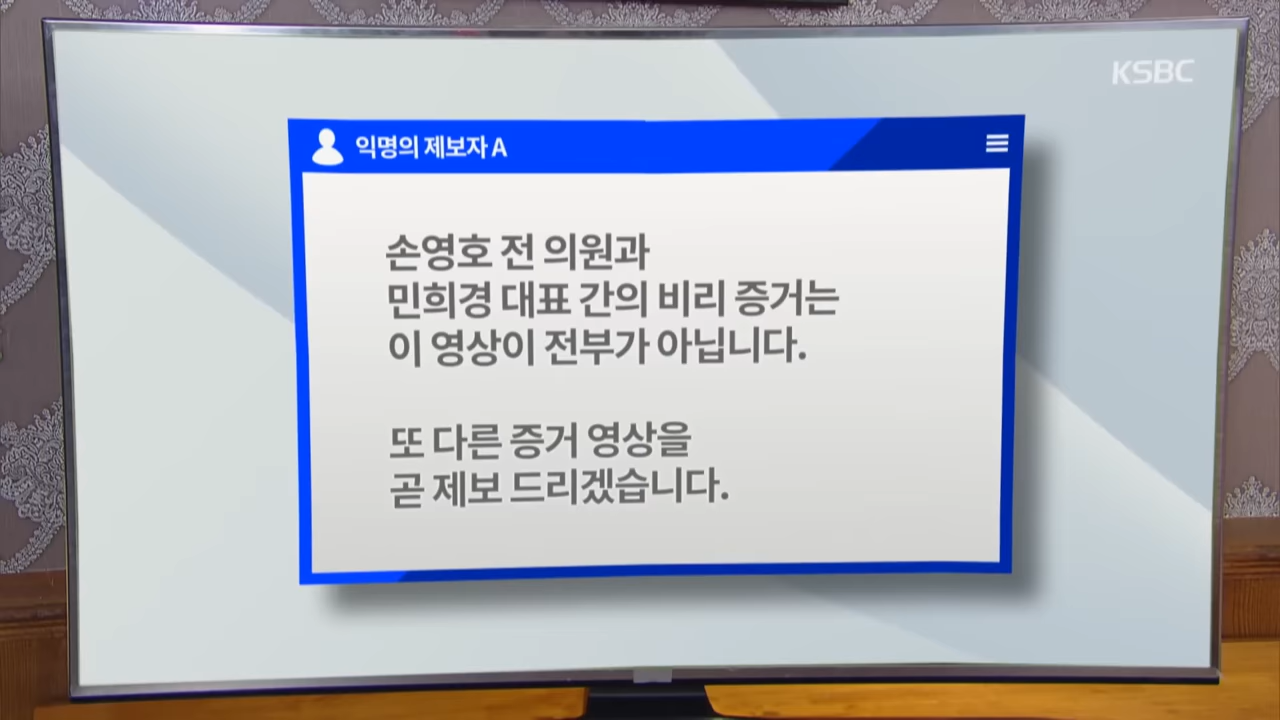 KSBC
익명의 제보자 A
손영호 전 의원과
민희경 대표 간의 비리 증거는
이 영상이 전부가 아닙니다.
또 다른 증거 영상을
곧 제보 드리겠습니다.